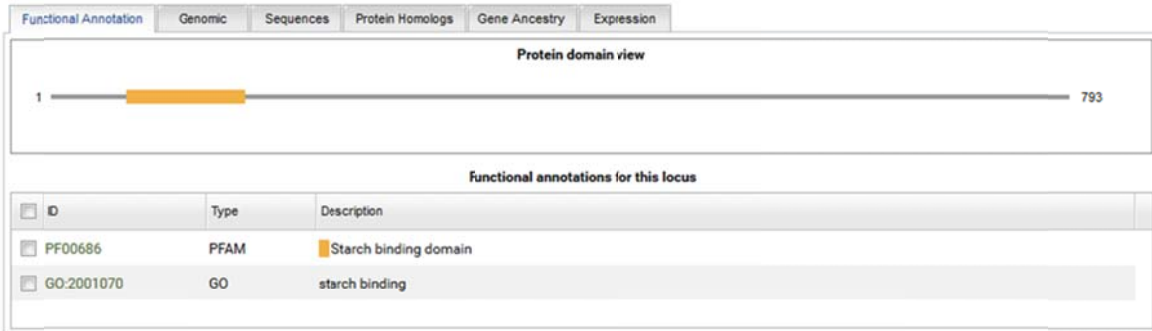 Functional Annotation Genomic Sequences Protein Homologs Gene Ancestry Expression
Protein domain view
1 793
Functional annotations for this locus
ID Type Description
PF00686 PFAM Starch binding domain
GO:2001070 GO starch binding